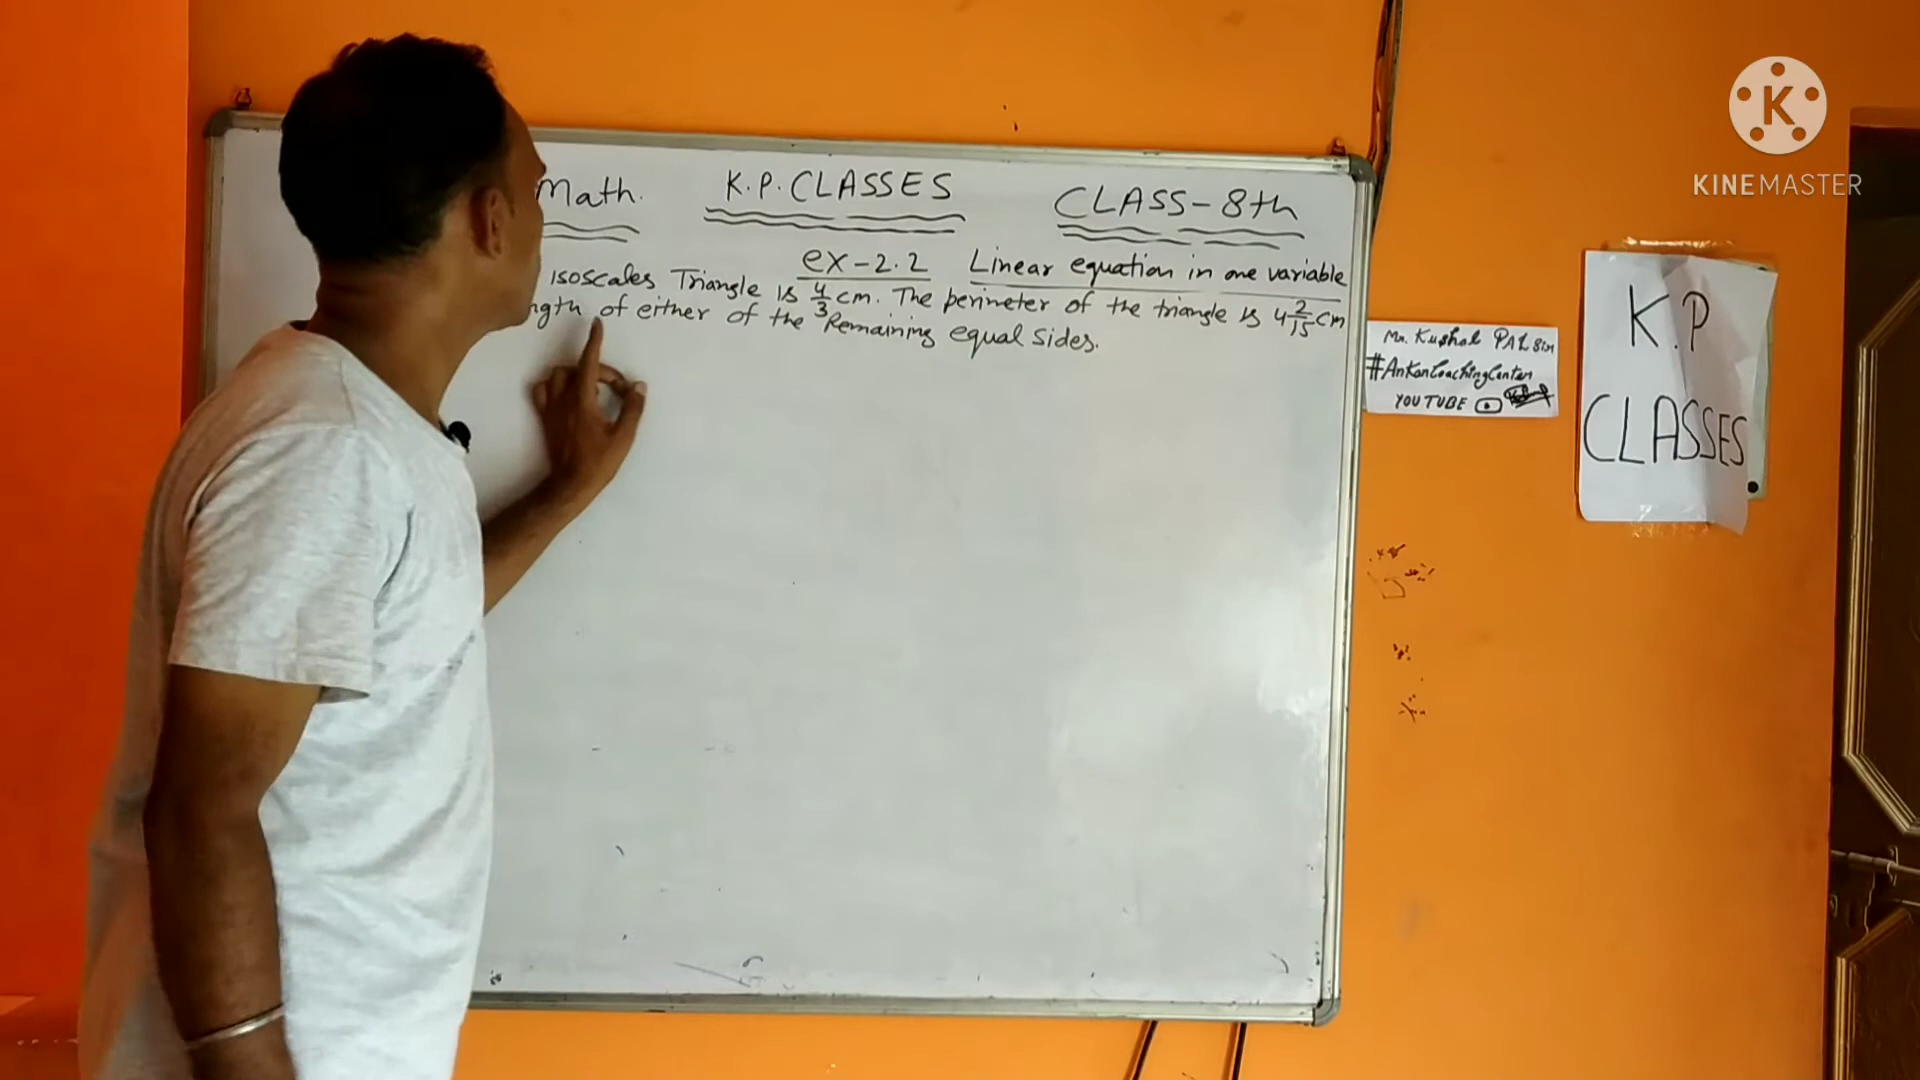 Math.
K.P. CLASSES
CLASS-8th
ex-2.2 Linear equation in one variable
isoscales Triangle is 4/3 cm. The perimeter of the triangle is 4 2/15 cm
ngth of either of the Remaining equal sides.
Mr. Kushal PAL
#AnkanCoachingCenter
YOUTUBE
K.P
CLASSES
K
KINEMASTER